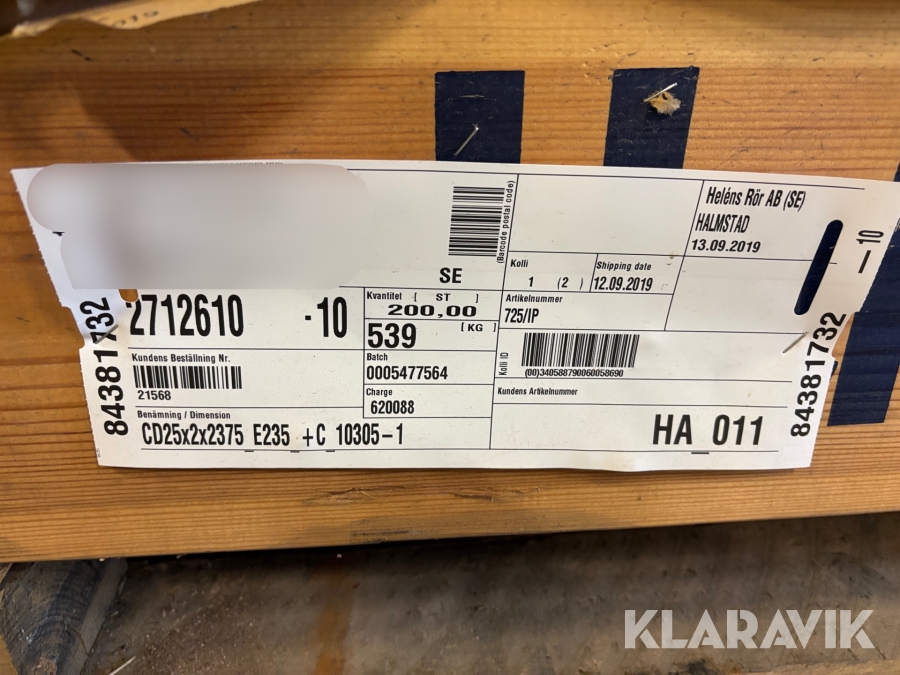 Heléns Rör AB (SE)
HALMSTAD
13.09.2019
(Barcode postal code)
SE
Kolli
1 (2)
Shipping date
12.09.2019
2712610 -10
Kvantitet [ ST ]
200,00
539 [KG]
Artikelnummer
725/IP
Kundens Beställning Nr.
21568
Batch
0005477564
Charge
620088
Kolli ID
(00)340588790060058690
Kundens Artikelnummer
Benämning / Dimension
CD25x2x2375 E235 +C 10305-1
HA 011
84381732
84381732
-10
KLARAVIK